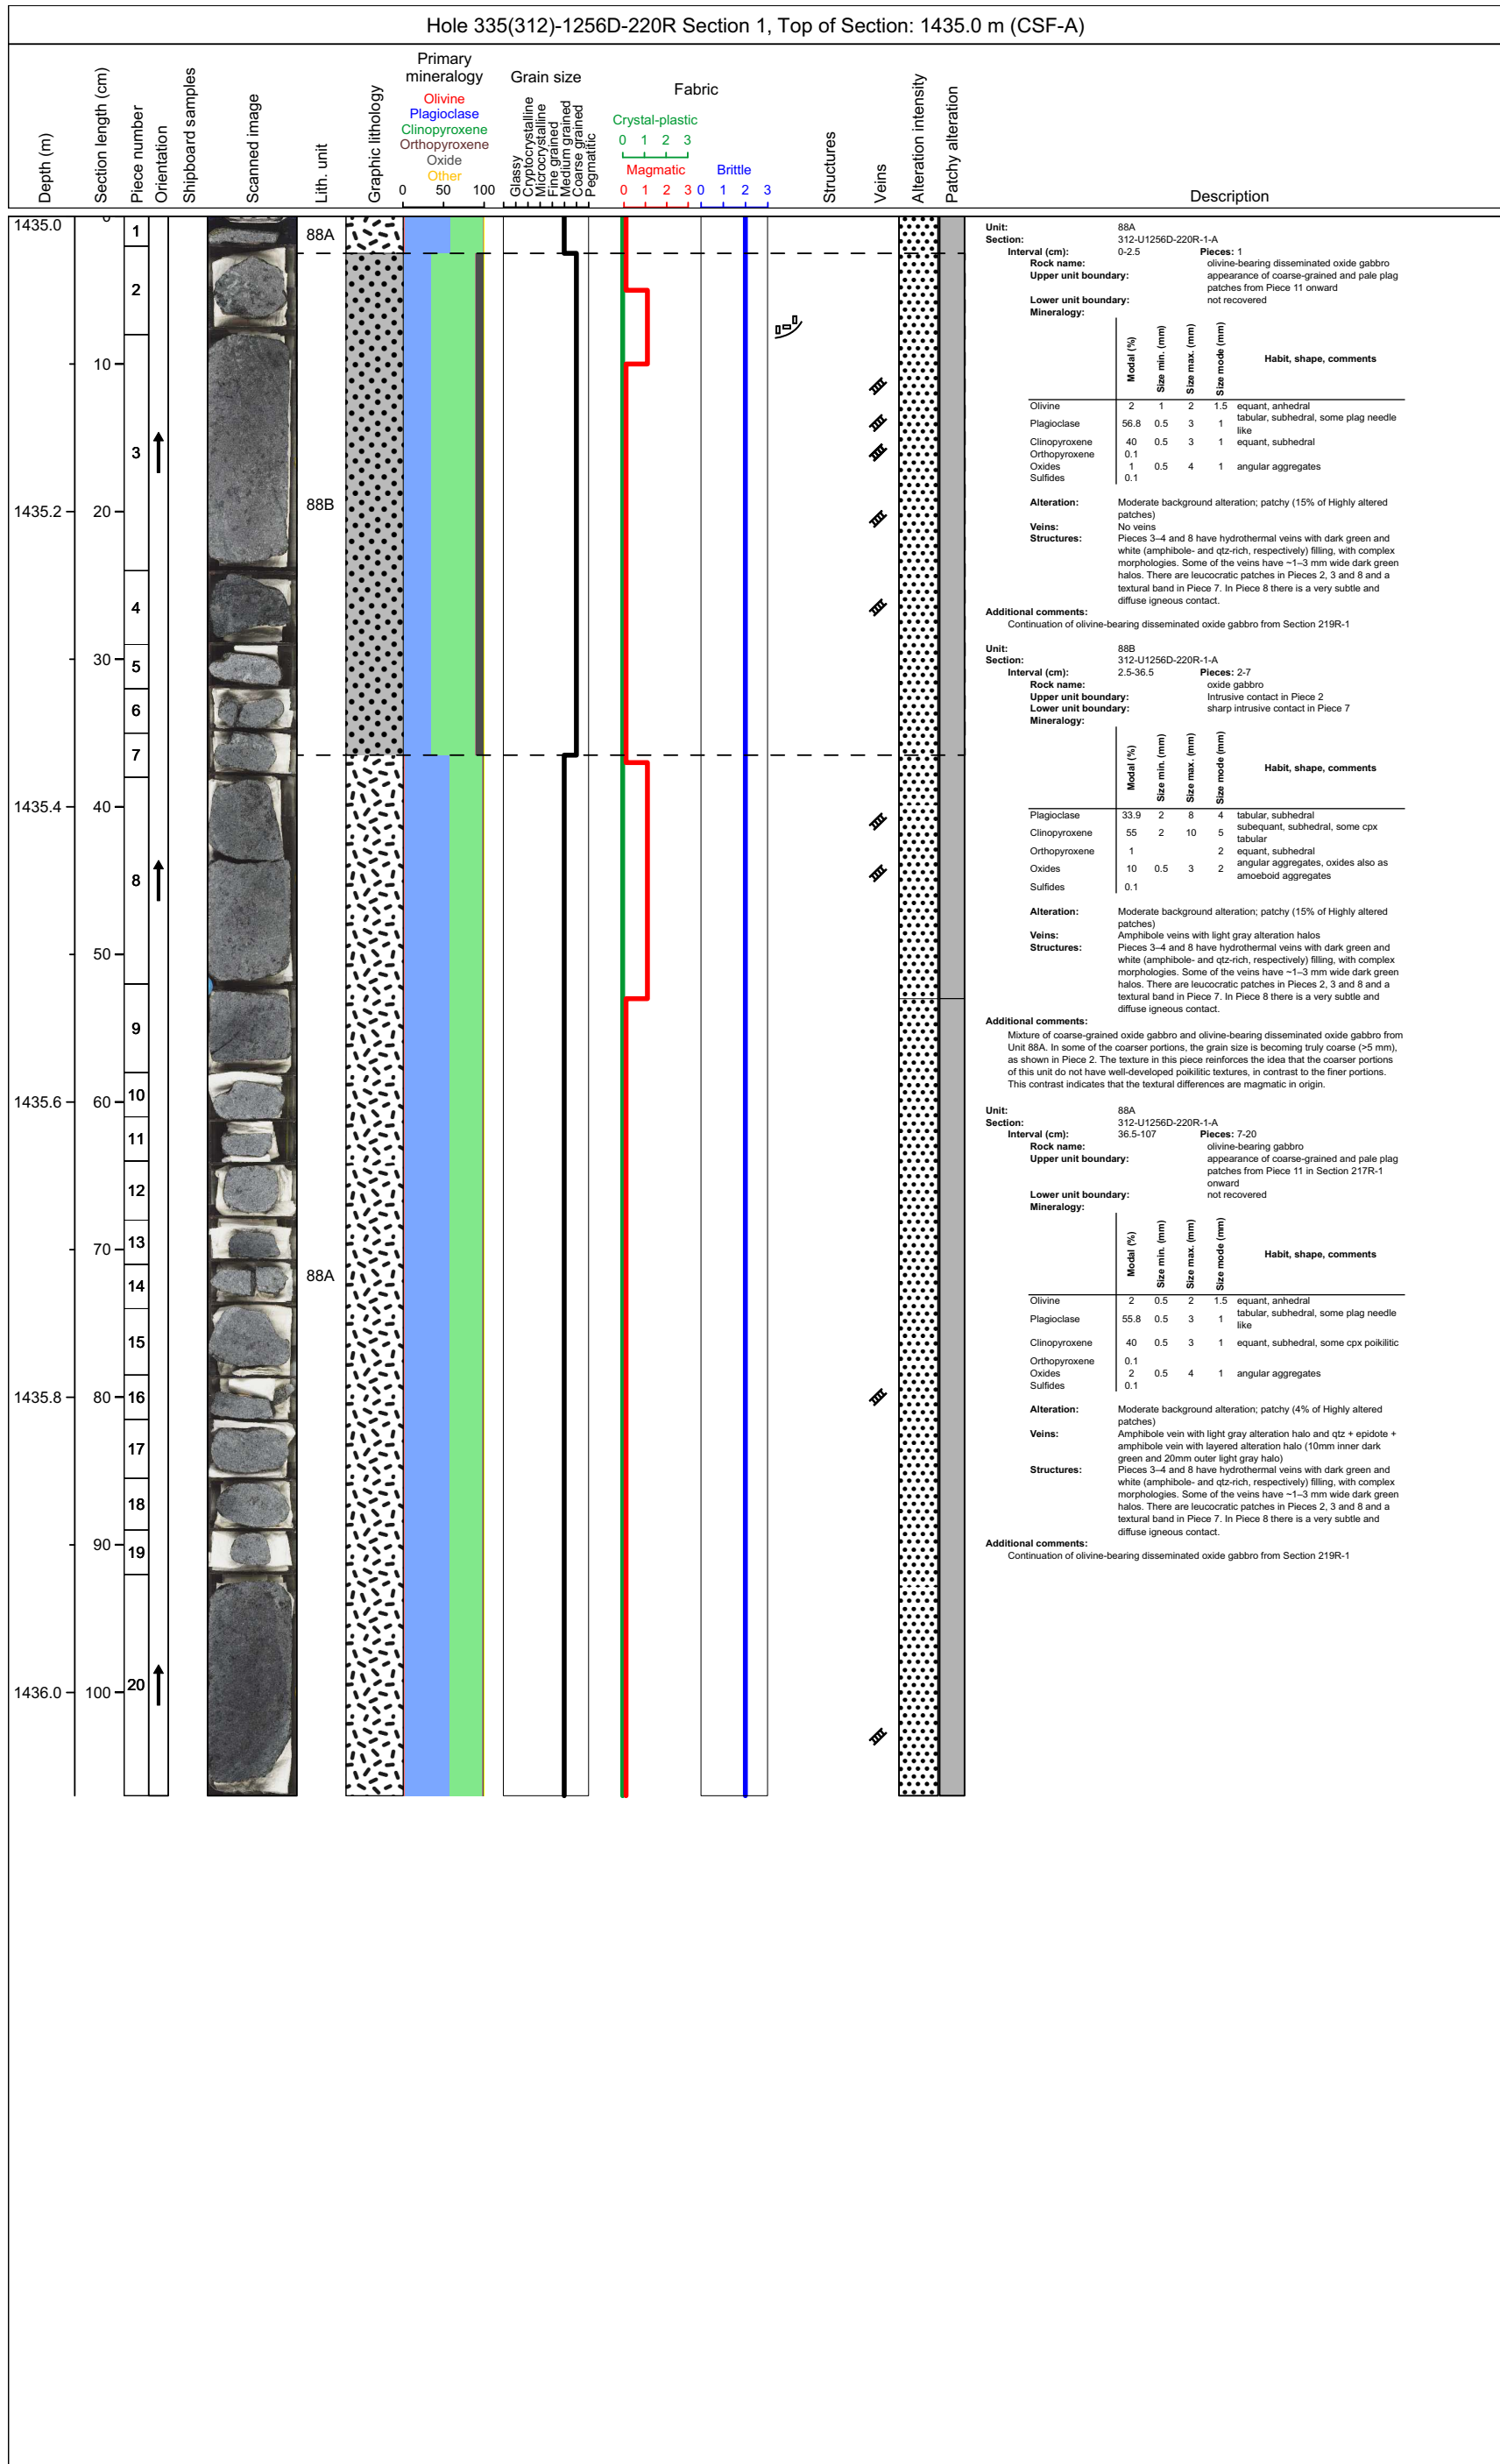 Hole 335(312)-1256D-220R Section 1, Top of Section: 1435.0 m (CSF-A)
Depth (m)
Section length (cm)
Piece number
Orientation
Shipboard samples
Scanned image
Lith. unit
Graphic lithology
Primary
mineralogy
Olivine
Plagioclase
Clinopyroxene
Orthopyroxene
Oxide
Other
0 50 100
Grain size
Glassy
Cryptocrystalline
Microcrystalline
Fine grained
Medium grained
Coarse grained
Pegmatitic
Fabric
Crystal-plastic
0 1 2 3
Magmatic
0 1 2 3
Brittle
0 1 2 3
Structures
Veins
Alteration intensity
Patchy alteration
Description
1435.0
1435.2
1435.4
1435.6
1435.8
1436.0
0
10
20
30
40
50
60
70
80
90
100
1
2
3
4
5
6
7
8
9
10
11
12
13
14
15
16
17
18
19
20
88A
88B
88A
Unit: 88A
Section: 312-U1256D-220R-1-A
Interval (cm): 0-2.5 Pieces: 1
Rock name: olivine-bearing disseminated oxide gabbro
Upper unit boundary: appearance of coarse-grained and pale plag
patches from Piece 11 onward
Lower unit boundary: not recovered
Mineralogy:
Modal (%) Size min. (mm) Size max. (mm) Size mode (mm) Habit, shape, comments
Olivine 2 1 2 1.5 equant, anhedral
Plagioclase 56.8 0.5 3 1 tabular, subhedral, some plag needle
like
Clinopyroxene 40 0.5 3 1 equant, subhedral
Orthopyroxene 0.1
Oxides 1 0.5 4 1 angular aggregates
Sulfides 0.1
Alteration: Moderate background alteration; patchy (15% of Highly altered
patches)
Veins: No veins
Structures: Pieces 3–4 and 8 have hydrothermal veins with dark green and
white (amphibole- and qtz-rich, respectively) filling, with complex
morphologies. Some of the veins have ~1–3 mm wide dark green
halos. There are leucocratic patches in Pieces 2, 3 and 8 and a
textural band in Piece 7. In Piece 8 there is a very subtle and
diffuse igneous contact.
Additional comments:
Continuation of olivine-bearing disseminated oxide gabbro from Section 219R-1
Unit: 88B
Section: 312-U1256D-220R-1-A
Interval (cm): 2.5-36.5 Pieces: 2-7
Rock name: oxide gabbro
Upper unit boundary: Intrusive contact in Piece 2
Lower unit boundary: sharp intrusive contact in Piece 7
Mineralogy:
Modal (%) Size min. (mm) Size max. (mm) Size mode (mm) Habit, shape, comments
Plagioclase 33.9 2 8 4 tabular, subhedral
Clinopyroxene 55 2 10 5 subequant, subhedral, some cpx
tabular
Orthopyroxene 1 2 equant, subhedral
Oxides 10 0.5 3 2 angular aggregates, oxides also as
amoeboid aggregates
Sulfides 0.1
Alteration: Moderate background alteration; patchy (15% of Highly altered
patches)
Veins: Amphibole veins with light gray alteration halos
Structures: Pieces 3–4 and 8 have hydrothermal veins with dark green and
white (amphibole- and qtz-rich, respectively) filling, with complex
morphologies. Some of the veins have ~1–3 mm wide dark green
halos. There are leucocratic patches in Pieces 2, 3 and 8 and a
textural band in Piece 7. In Piece 8 there is a very subtle and
diffuse igneous contact.
Additional comments:
Mixture of coarse-grained oxide gabbro and olivine-bearing disseminated oxide gabbro from
Unit 88A. In some of the coarser portions, the grain size is becoming truly coarse (>5 mm),
as shown in Piece 2. The texture in this piece reinforces the idea that the coarser portions
of this unit do not have well-developed poikilitic textures, in contrast to the finer portions.
This contrast indicates that the textural differences are magmatic in origin.
Unit: 88A
Section: 312-U1256D-220R-1-A
Interval (cm): 36.5-107 Pieces: 7-20
Rock name: olivine-bearing gabbro
Upper unit boundary: appearance of coarse-grained and pale plag
patches from Piece 11 in Section 217R-1
onward
Lower unit boundary: not recovered
Mineralogy:
Modal (%) Size min. (mm) Size max. (mm) Size mode (mm) Habit, shape, comments
Olivine 2 0.5 2 1.5 equant, anhedral
Plagioclase 55.8 0.5 3 1 tabular, subhedral, some plag needle
like
Clinopyroxene 40 0.5 3 1 equant, subhedral, some cpx poikilitic
Orthopyroxene 0.1
Oxides 2 0.5 4 1 angular aggregates
Sulfides 0.1
Alteration: Moderate background alteration; patchy (4% of Highly altered
patches)
Veins: Amphibole vein with light gray alteration halo and qtz + epidote +
amphibole vein with layered alteration halo (10mm inner dark
green and 20mm outer light gray halo)
Structures: Pieces 3–4 and 8 have hydrothermal veins with dark green and
white (amphibole- and qtz-rich, respectively) filling, with complex
morphologies. Some of the veins have ~1–3 mm wide dark green
halos. There are leucocratic patches in Pieces 2, 3 and 8 and a
textural band in Piece 7. In Piece 8 there is a very subtle and
diffuse igneous contact.
Additional comments:
Continuation of olivine-bearing disseminated oxide gabbro from Section 219R-1